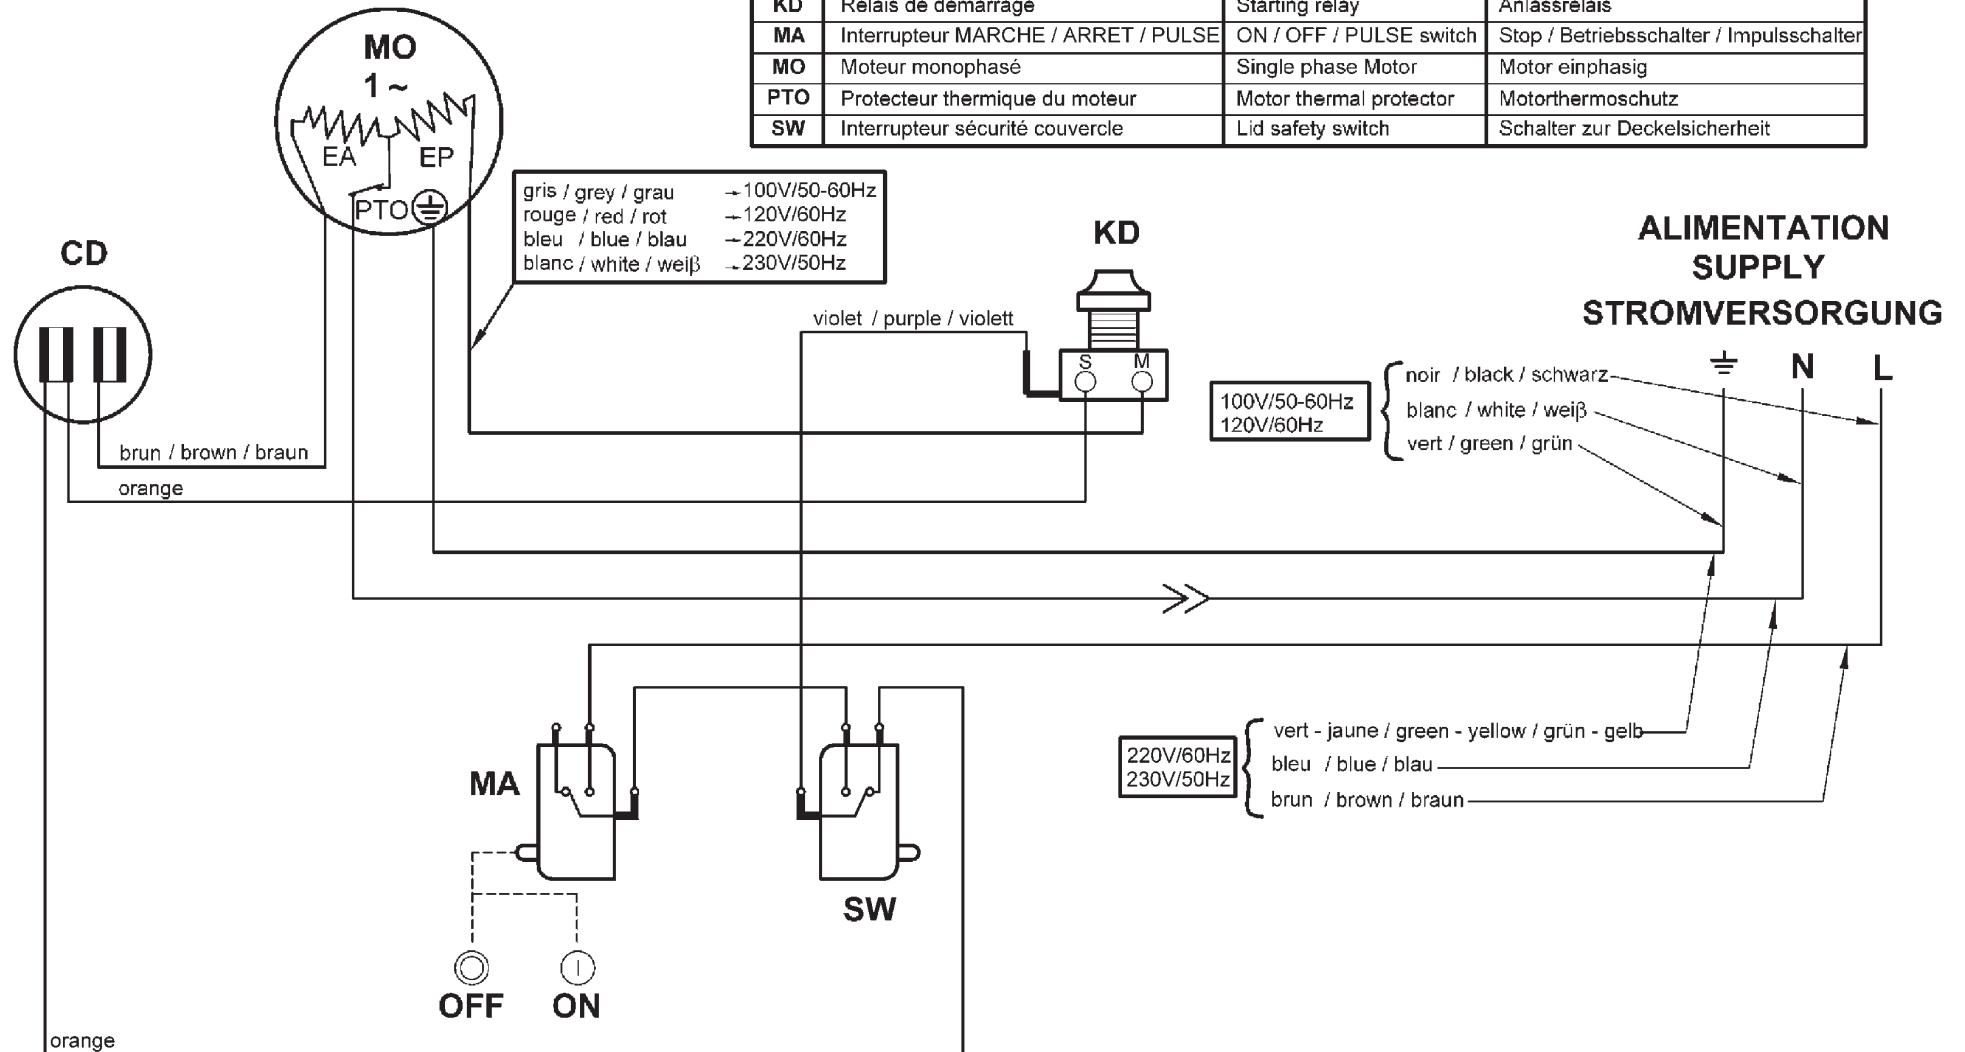 KD Relais de démarrage Starting relay Anlassrelais
MA Interrupteur MARCHE / ARRET / PULSE ON / OFF / PULSE switch Stop / Betriebsschalter / Impulsschalter
MO Moteur monophasé Single phase Motor Motor einphasig
PTO Protecteur thermique du moteur Motor thermal protector Motorthermoschutz
SW Interrupteur sécurité couvercle Lid safety switch Schalter zur Deckelsicherheit
MO
1 ~
EA EP
PTO
gris / grey / grau →100V/50-60Hz
rouge / red / rot →120V/60Hz
bleu / blue / blau →220V/60Hz
blanc / white / weiβ →230V/50Hz
CD
KD
violet / purple / violett
S M
ALIMENTATION
SUPPLY
STROMVERSORGUNG
N L
100V/50-60Hz
120V/60Hz
noir / black / schwarz
blanc / white / weiβ
vert / green / grün
brun / brown / braun
orange
220V/60Hz
230V/50Hz
vert - jaune / green - yellow / grün - gelb
bleu / blue / blau
brun / brown / braun
MA
SW
OFF ON
orange